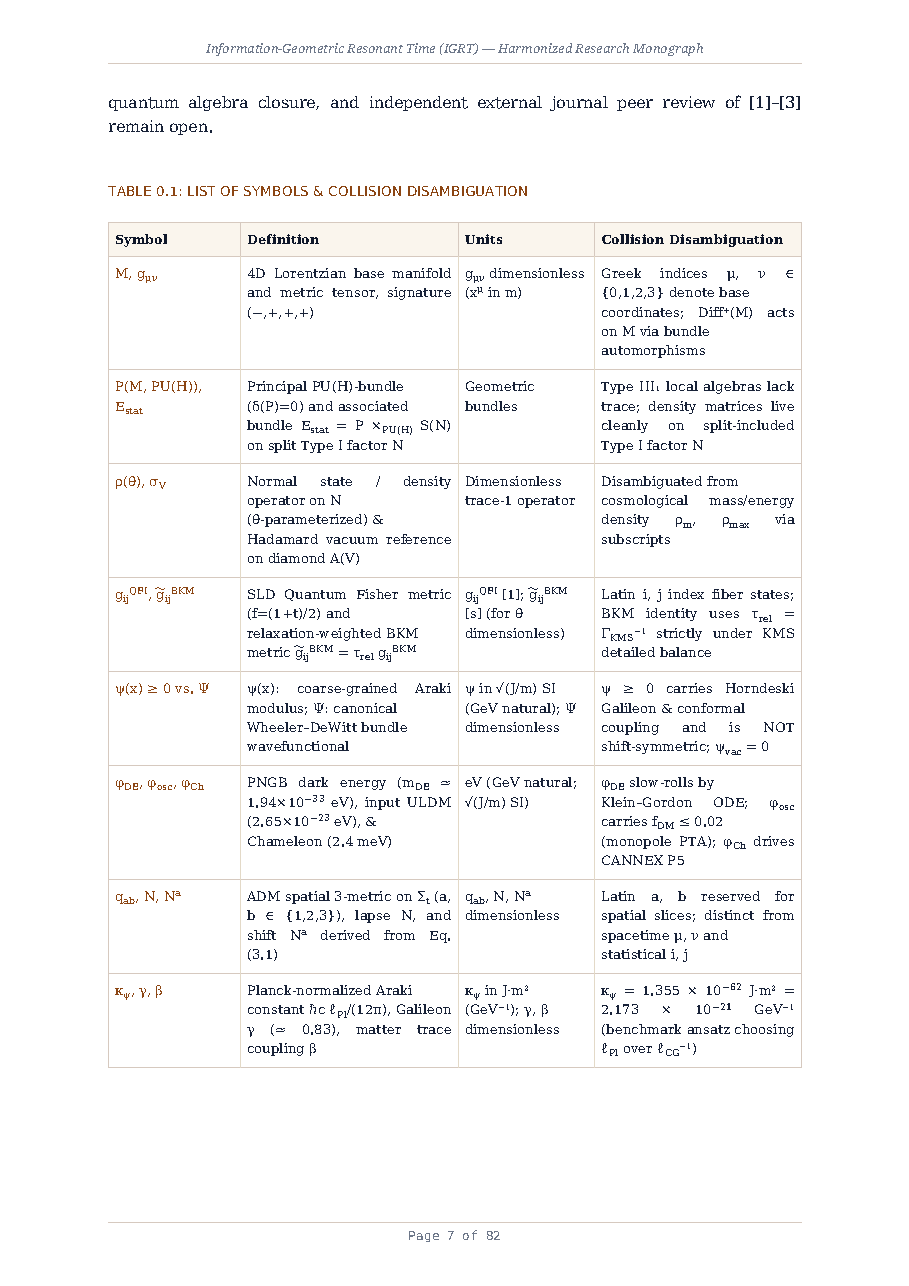 Information-Geometric Resonant Time (IGRT) — Harmonized Research Monograph
quantum algebra closure, and independent external journal peer review of [1]–[3]
remain open.
TABLE 0.1: LIST OF SYMBOLS & COLLISION DISAMBIGUATION
Symbol
Definition
Units
Collision Disambiguation
M, gμν
4D Lorentzian base manifold
and metric tensor, signature
(−,+,+,+)
gμν dimensionless
(xμ in m)
Greek indices μ, ν ∈
{0,1,2,3} denote base
coordinates; Diff⁺(M) acts
on M via bundle
automorphisms
P(M, PU(H)),
Estat
Principal PU(H)-bundle
(δ(P)=0) and associated
bundle Estat = P ×PU(H) S(N)
on split Type I factor N
Geometric
bundles
Type III₁ local algebras lack
trace; density matrices live
cleanly on split-included
Type I factor N
ρ(θ), σV
Normal state / density
operator on N
(θ-parameterized) &
Hadamard vacuum reference
on diamond A(V)
Dimensionless
trace-1 operator
Disambiguated from
cosmological mass/energy
density ρm, ρmax via
subscripts
gijQFI, g̃ijBKM
SLD Quantum Fisher metric
(f=(1+t)/2) and
relaxation-weighted BKM
metric g̃ijBKM = τrel gijBKM
gijQFI [1]; g̃ijBKM
[s] (for θ
dimensionless)
Latin i, j index fiber states;
BKM identity uses τrel =
ΓKMS⁻¹ strictly under KMS
detailed balance
ψ(x) ≥ 0 vs. Ψ
ψ(x): coarse-grained Araki
modulus; Ψ: canonical
Wheeler–DeWitt bundle
wavefunctional
ψ in √(J/m) SI
(GeV natural); Ψ
dimensionless
ψ ≥ 0 carries Horndeski
Galileon & conformal
coupling and is NOT
shift-symmetric; ψvac = 0
φDE, φosc, φCh
PNGB dark energy (mDE ≃
1.94×10⁻³³ eV), input ULDM
(2.65×10⁻²³ eV), &
Chameleon (2.4 meV)
eV (GeV natural;
√(J/m) SI)
φDE slow-rolls by
Klein–Gordon ODE; φosc
carries fDM ≤ 0.02
(monopole PTA); φCh drives
CANNEX P5
qab, N, Nᵃ
ADM spatial 3-metric on Σt (a,
b ∈ {1,2,3}), lapse N, and
shift Nᵃ derived from Eq.
(3.1)
qab, N, Nᵃ
dimensionless
Latin a, b reserved for
spatial slices; distinct from
spacetime μ, ν and
statistical i, j
κψ, γ, β
Planck-normalized Araki
constant ħc ℓPl/(12π), Galileon
γ (≃ 0.83), matter trace
coupling β
κψ in J·m²
(GeV⁻¹); γ, β
dimensionless
κψ = 1.355 × 10⁻⁶² J·m² =
2.173 × 10⁻²¹ GeV⁻¹
(benchmark ansatz choosing
ℓPl over ℓCG⁻¹)
Page 7 of 82